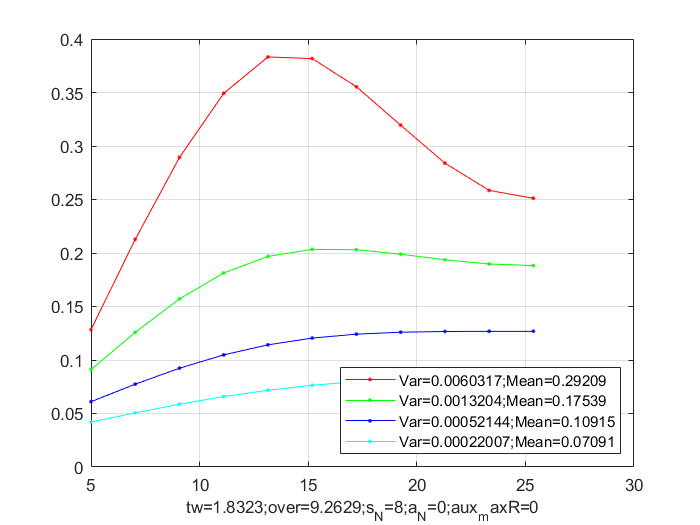 0.4
0.35
0.3
0.25
0.2
0.15
0.1
0.05
0
Var=0.0060317;Mean=0.29209
Var=0.0013204;Mean=0.17539
Var=0.00052144;Mean=0.10915
Var=0.00022007;Mean=0.07091
5 10 15 20 25 30
tw=1.8323;over=9.2629;s_N=8;a_N=0;aux_maxR=0